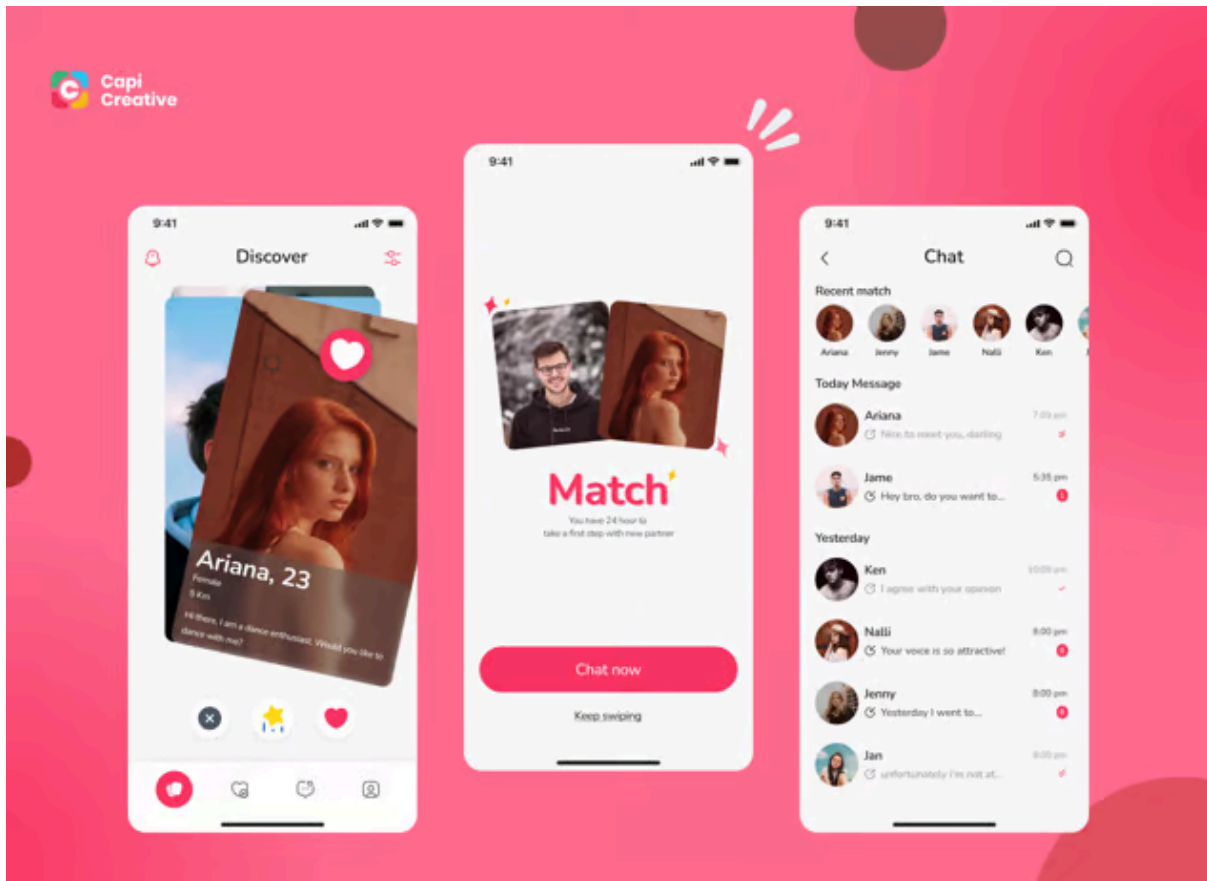 Capi
Creative
9:41
Discover
Ariana, 23
Female
5 Km
Hi there, I am a dance enthusiast. Would you like to
dance with me?
9:41
Match
You have 24 hour to
take a first step with new partner
Chat now
Keep swiping
9:41
Chat
Recent match
Ariana Jenny Jame Nalli Ken
Today Message
Ariana
Nice to meet you, darling
Jame 5:35 pm
Hey bro, do you want to...
Yesterday
Ken
I agree with your opinion
Nalli 8:00 pm
Your voice is so attractive!
Jenny 8:00 pm
Yesterday I went to...
Jan 8:00 pm
unfortunately i'm not at...